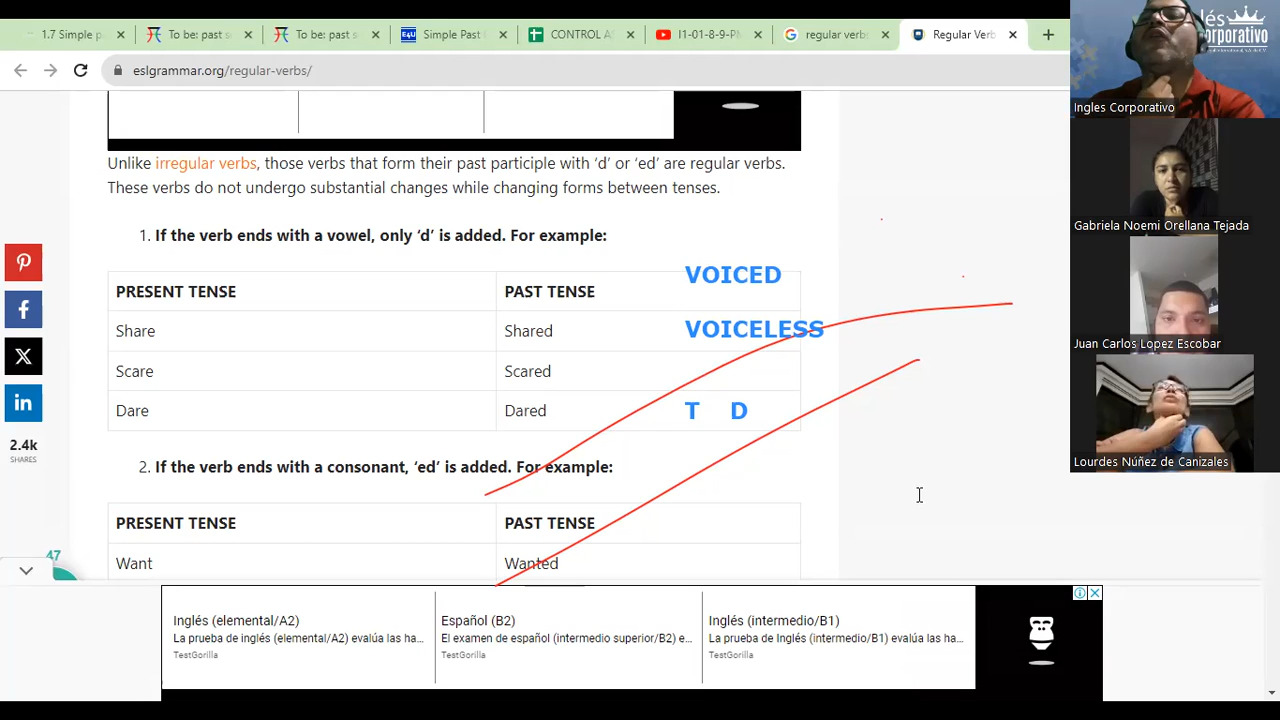 1.7 Simple p
To be: past s
To be: past s
Simple Past
CONTROL AS
I1-01-8-9-PM
regular verbs
Regular Verb
eslgrammar.org/regular-verbs/
Unlike irregular verbs, those verbs that form their past participle with ‘d’ or ‘ed’ are regular verbs.
These verbs do not undergo substantial changes while changing forms between tenses.
1. If the verb ends with a vowel, only ‘d’ is added. For example:
VOICED
PRESENT TENSE PAST TENSE
Share Shared VOICELESS
Scare Scared
Dare Dared T D
2. If the verb ends with a consonant, ‘ed’ is added. For example:
PRESENT TENSE PAST TENSE
Want Wanted
2.4k
SHARES
47
Inglés (elemental/A2)
La prueba de inglés (elemental/A2) evalúa las ha...
TestGorilla
Español (B2)
El examen de español (intermedio superior/B2) e...
TestGorilla
Inglés (intermedio/B1)
La prueba de Inglés (intermedio/B1) evalúa las ha...
TestGorilla
lés
orporativo
Ingles Corporativo
Gabriela Noemi Orellana Tejada
Juan Carlos Lopez Escobar
Lourdes Núñez de Canizales